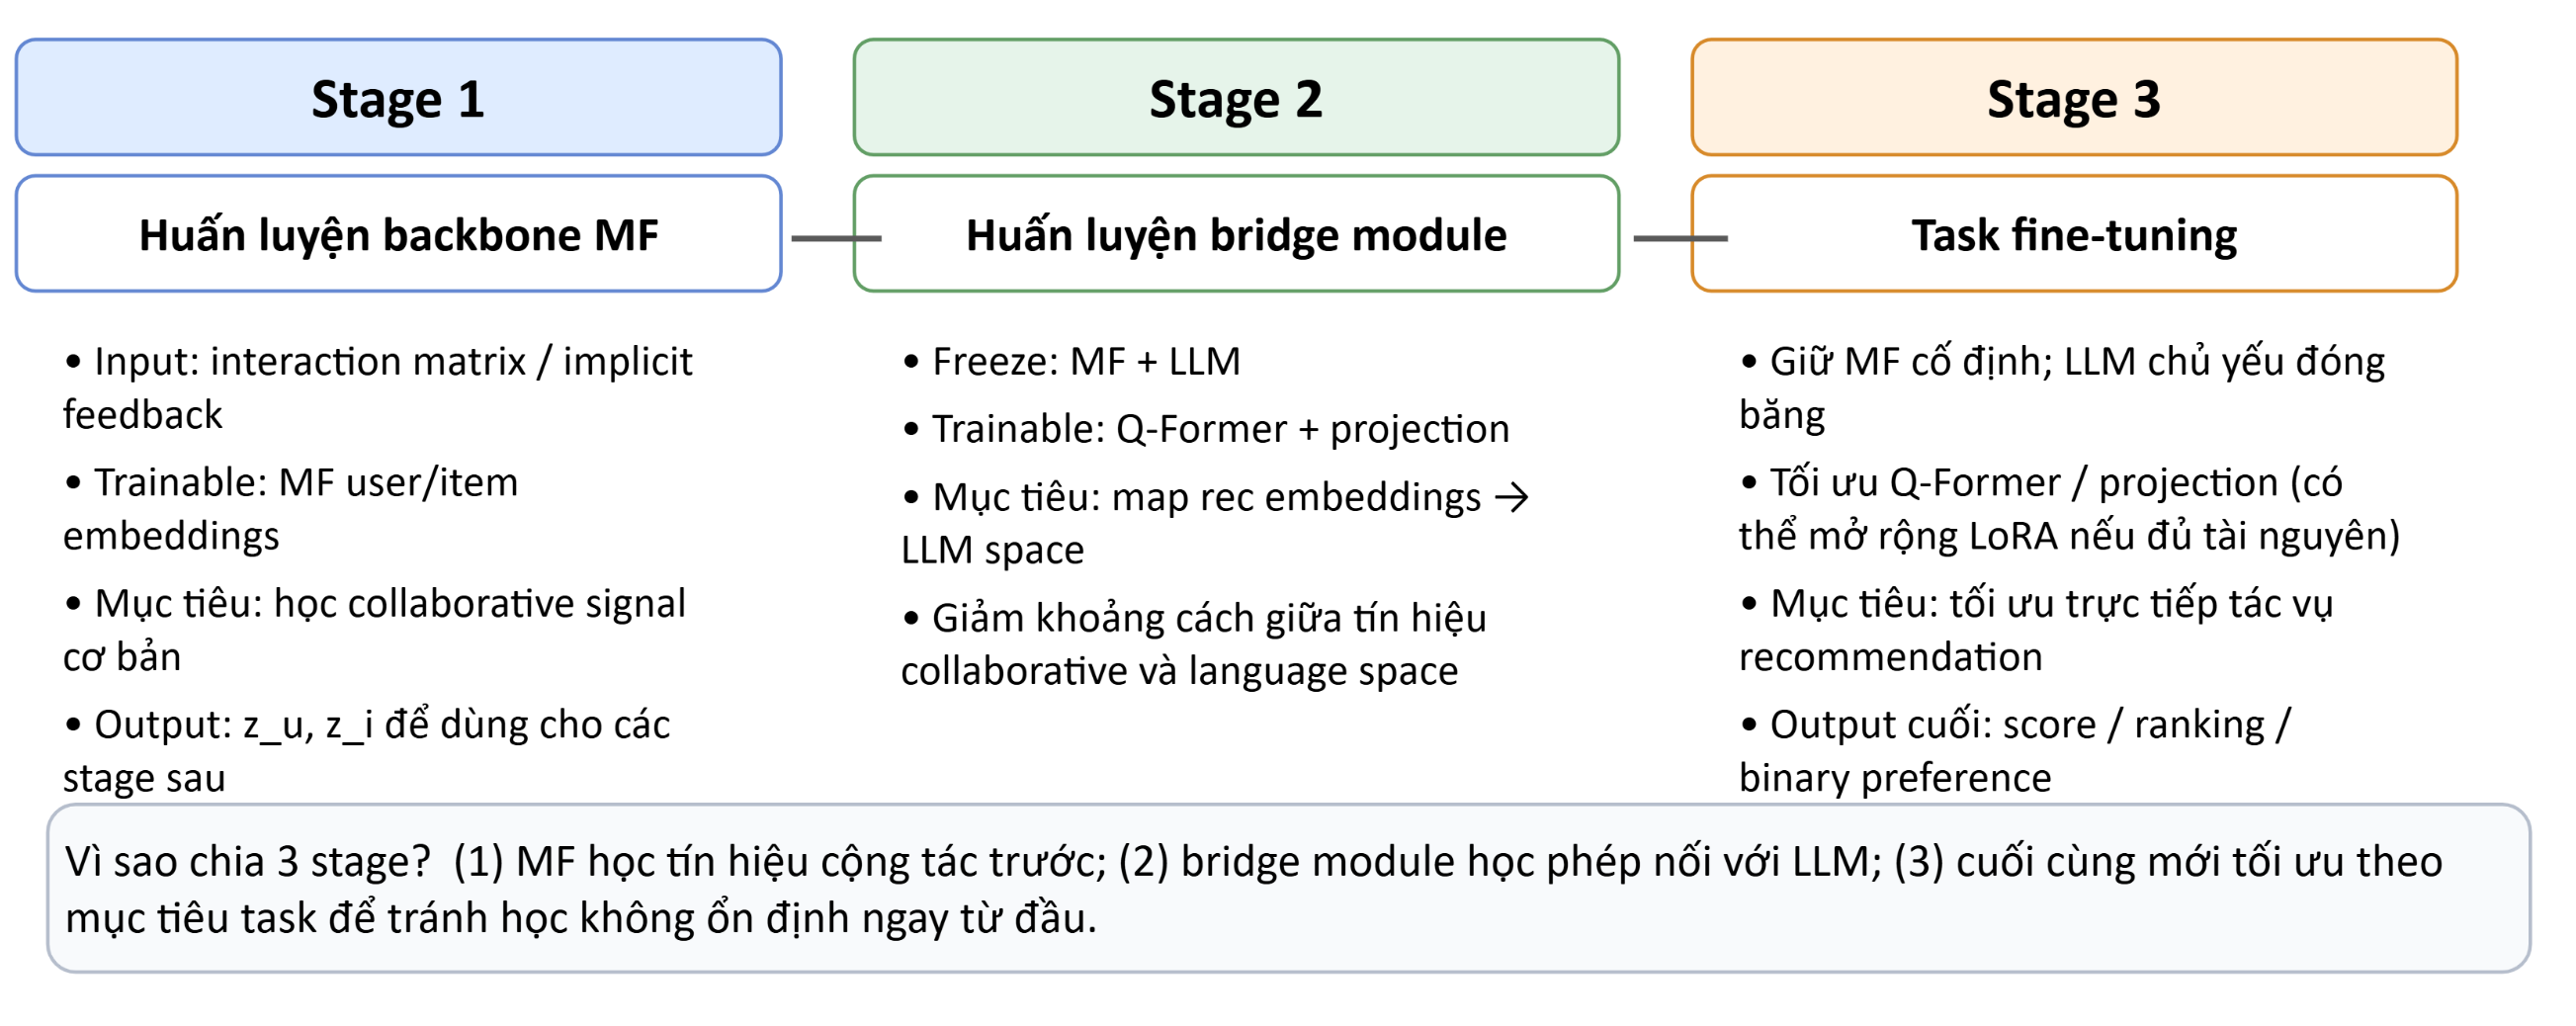 Stage 1
Stage 2
Stage 3
Huấn luyện backbone MF
Huấn luyện bridge module
Task fine-tuning
• Input: interaction matrix / implicit
feedback
• Trainable: MF user/item
embeddings
• Mục tiêu: học collaborative signal
cơ bản
• Output: z_u, z_i để dùng cho các
stage sau
• Freeze: MF + LLM
• Trainable: Q-Former + projection
• Mục tiêu: map rec embeddings →
LLM space
• Giảm khoảng cách giữa tín hiệu
collaborative và language space
• Giữ MF cố định; LLM chủ yếu đóng
băng
• Tối ưu Q-Former / projection (có
thể mở rộng LoRA nếu đủ tài nguyên)
• Mục tiêu: tối ưu trực tiếp tác vụ
recommendation
• Output cuối: score / ranking /
binary preference
Vì sao chia 3 stage?  (1) MF học tín hiệu cộng tác trước; (2) bridge module học phép nối với LLM; (3) cuối cùng mới tối ưu theo
mục tiêu task để tránh học không ổn định ngay từ đầu.